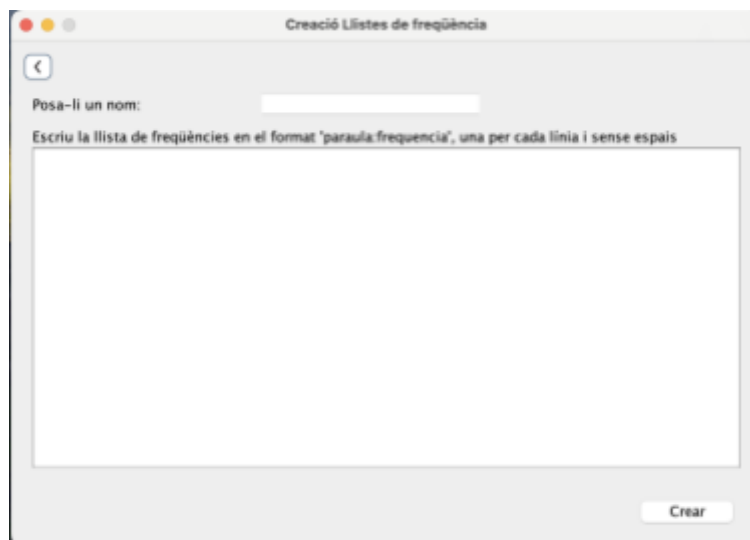 Creació Llistes de freqüència
<
Posa-li un nom:
Escriu la llista de freqüències en el format 'paraula:frequencia', una per cada línia i sense espais
Crear